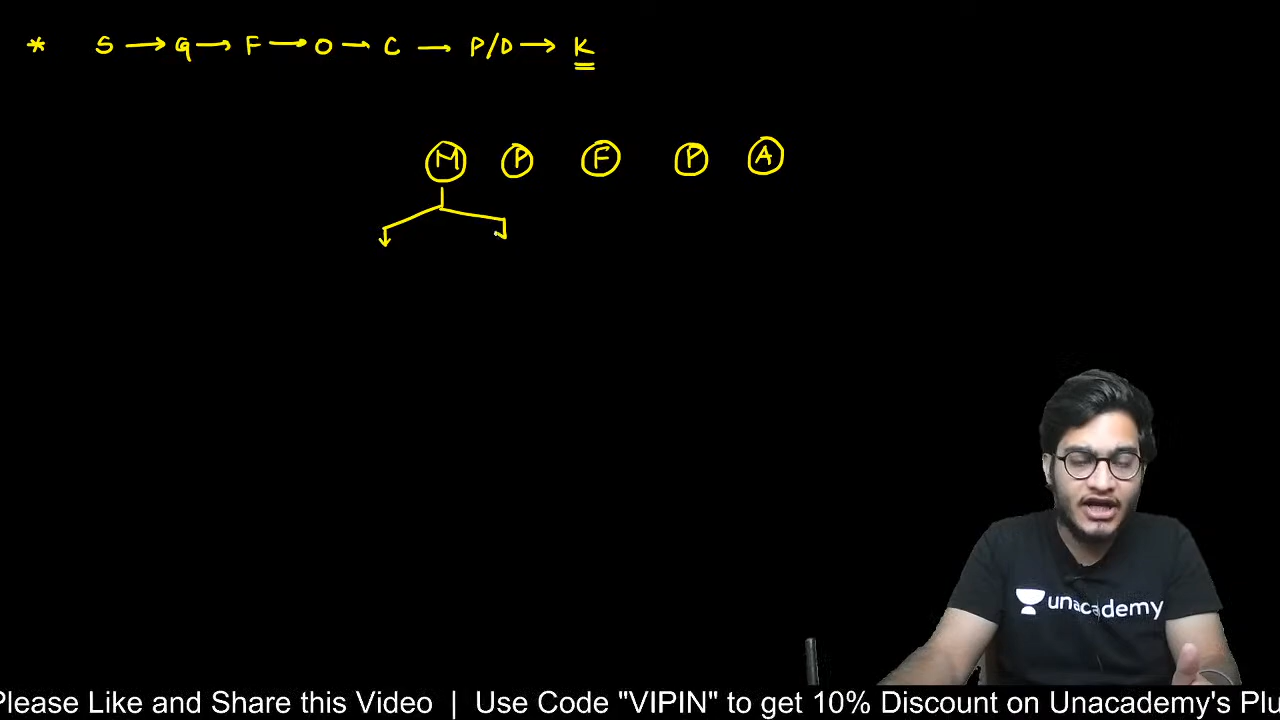 * S → G → F → O → C → P/D → K
M P F P A
unacademy
Please Like and Share this Video | Use Code "VIPIN" to get 10% Discount on Unacademy's Plu